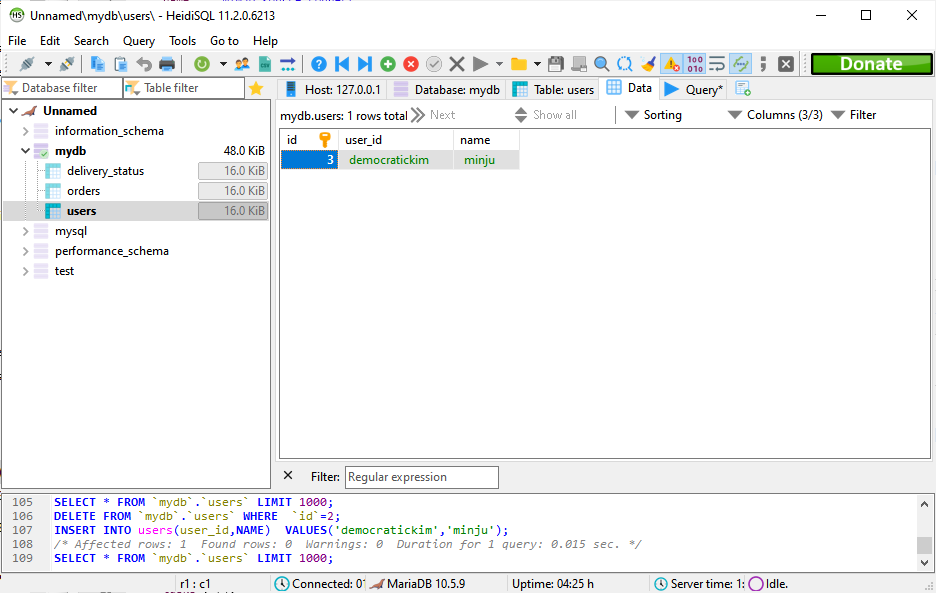 Unnamed\mydb\users\ - HeidiSQL 11.2.0.6213
File Edit Search Query Tools Go to Help
Donate
Database filter Table filter
Host: 127.0.0.1 Database: mydb Table: users Data Query*
Unnamed
information_schema
mydb 48.0 KiB
delivery_status 16.0 KiB
orders 16.0 KiB
users 16.0 KiB
mysql
performance_schema
test
mydb.users: 1 rows total Next Show all Sorting Columns (3/3) Filter
id user_id name
3 democratickim minju
Filter: Regular expression
105 SELECT * FROM `mydb`.`users` LIMIT 1000;
106 DELETE FROM `mydb`.`users` WHERE `id`=2;
107 INSERT INTO users(user_id,NAME) VALUES('democratickim','minju');
108 /* Affected rows: 1 Found rows: 0 Warnings: 0 Duration for 1 query: 0.015 sec. */
109 SELECT * FROM `mydb`.`users` LIMIT 1000;
r1 : c1 Connected: 0 MariaDB 10.5.9 Uptime: 04:25 h Server time: 1: Idle.